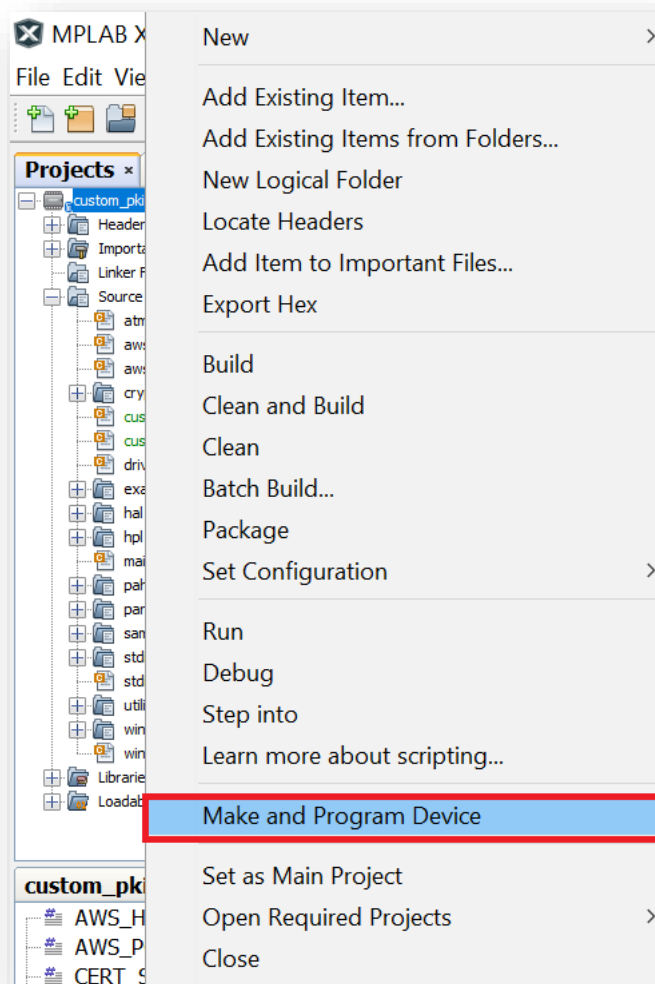 MPLAB X
File Edit Vie
Projects ×
custom_pki
Header
Importa
Linker F
Source
atm
aws
aws
cry
cus
cus
driv
exa
hal
hpl
mai
pah
par
sam
std
std
utili
win
win
Librarie
Loadab
custom_pki
AWS_H
AWS_P
CERT_S
New
Add Existing Item...
Add Existing Items from Folders...
New Logical Folder
Locate Headers
Add Item to Important Files...
Export Hex
Build
Clean and Build
Clean
Batch Build...
Package
Set Configuration
Run
Debug
Step into
Learn more about scripting...
Make and Program Device
Set as Main Project
Open Required Projects
Close